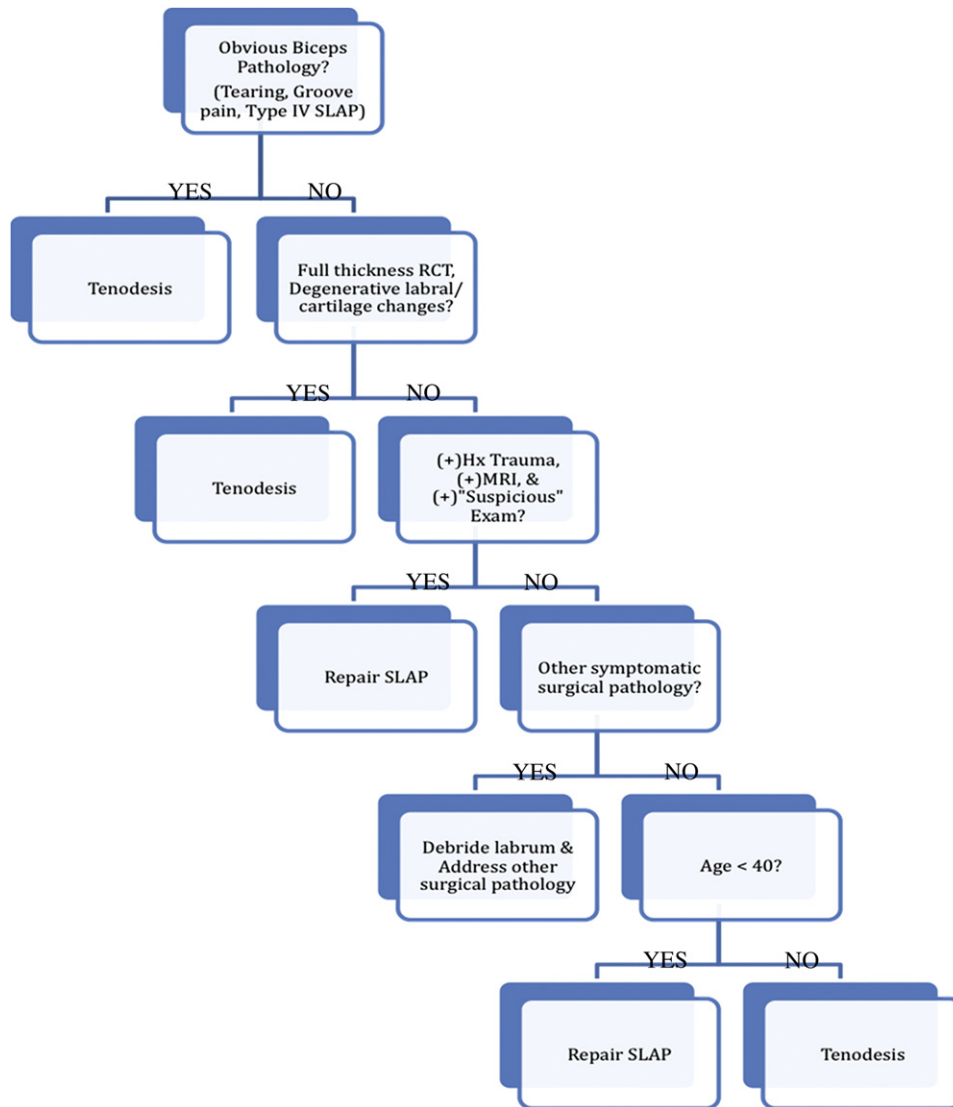 Obvious Biceps
Pathology?
(Tearing, Groove
pain, Type IV SLAP)
YES
NO
Tenodesis
Full thickness RCT,
Degenerative labral/
cartilage changes?
YES
NO
Tenodesis
(+)Hx Trauma,
(+)MRI, &
(+)"Suspicious"
Exam?
YES
NO
Repair SLAP
Other symptomatic
surgical pathology?
YES
NO
Debride labrum &
Address other
surgical pathology
Age < 40?
YES
NO
Repair SLAP
Tenodesis